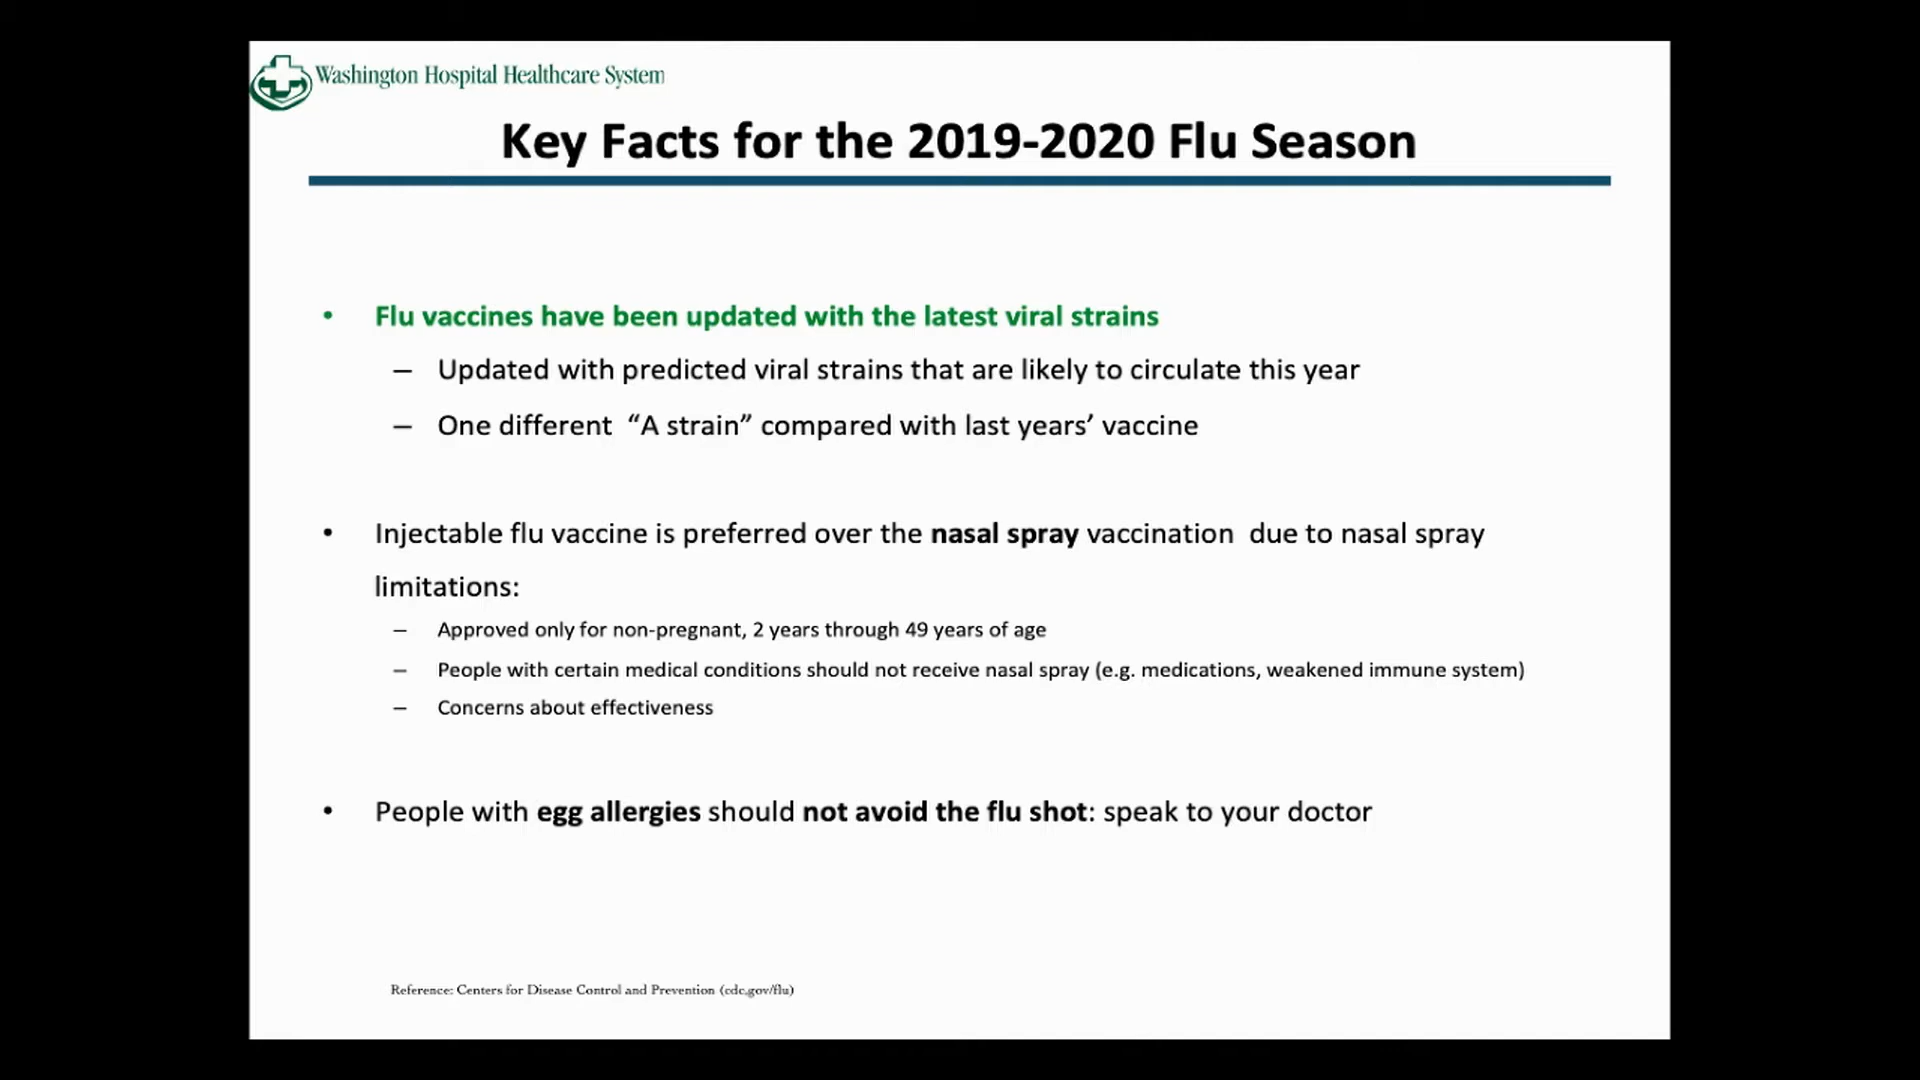 Washington Hospital Healthcare System
Key Facts for the 2019-2020 Flu Season
• Flu vaccines have been updated with the latest viral strains
– Updated with predicted viral strains that are likely to circulate this year
– One different “A strain” compared with last years’ vaccine
• Injectable flu vaccine is preferred over the nasal spray vaccination due to nasal spray
limitations:
– Approved only for non-pregnant, 2 years through 49 years of age
– People with certain medical conditions should not receive nasal spray (e.g. medications, weakened immune system)
– Concerns about effectiveness
• People with egg allergies should not avoid the flu shot: speak to your doctor
Reference: Centers for Disease Control and Prevention (cdc.gov/flu)